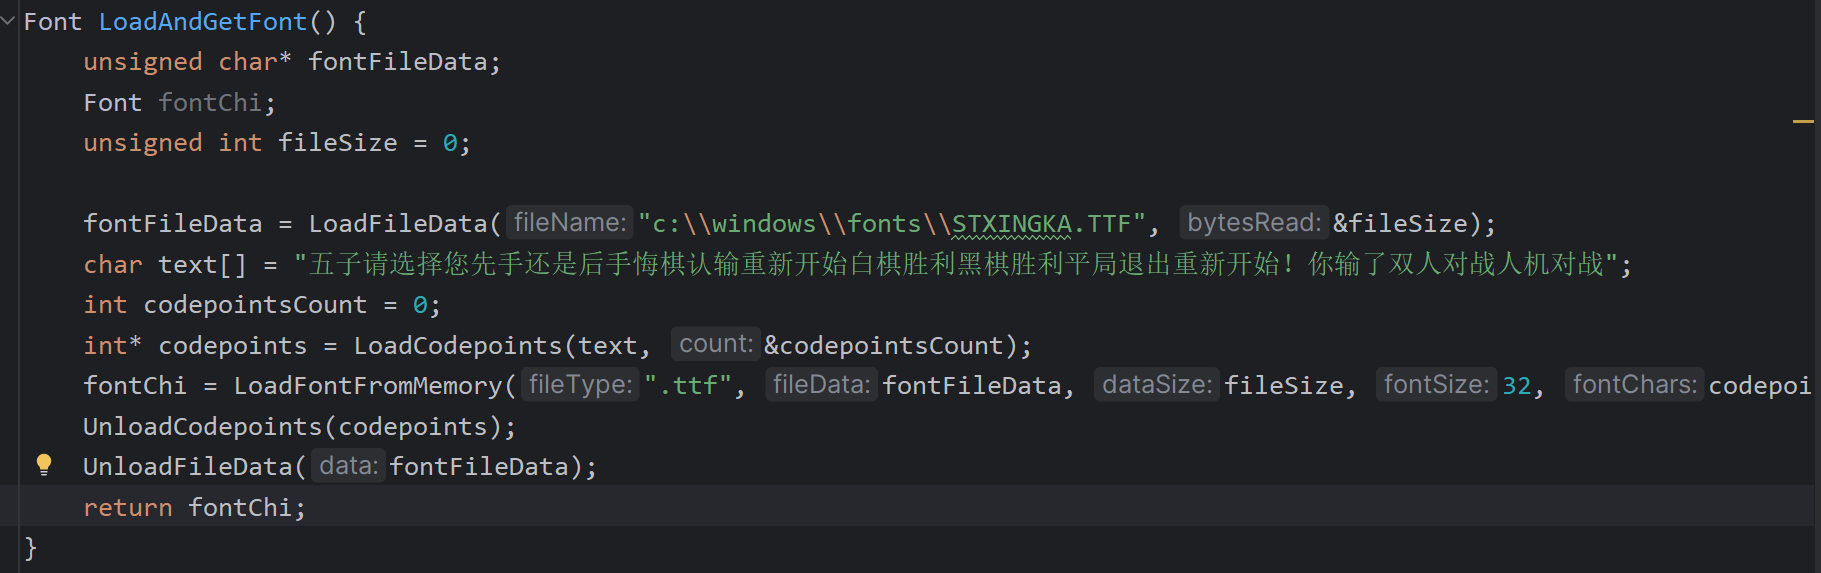 Font LoadAndGetFont() {
unsigned char* fontFileData;
Font fontChi;
unsigned int fileSize = 0;
fontFileData = LoadFileData( fileName: "c:\\windows\\fonts\\STXINGKA.TTF", bytesRead: &fileSize);
char text[] = "五子请选择您先手还是后手悔棋认输重新开始白棋胜利黑棋胜利平局退出重新开始！你输了双人对战人机对战";
int codepointsCount = 0;
int* codepoints = LoadCodepoints(text, count: &codepointsCount);
fontChi = LoadFontFromMemory( fileType: ".ttf", fileData: fontFileData, dataSize: fileSize, fontSize: 32, fontChars: codepoi
UnloadCodepoints(codepoints);
UnloadFileData( data: fontFileData);
return fontChi;
}